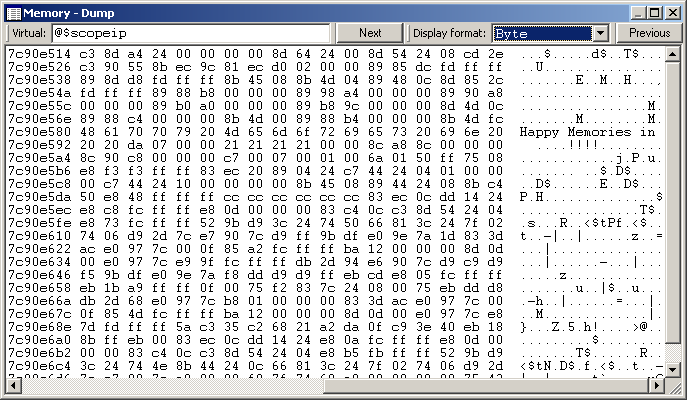 Memory - Dump
Virtual: @$scopeip Next Display format: Byte Previous
7c90e514 c3 8d a4 24 00 00 00 00 8d 64 24 00 8d 54 24 08 cd 2e ...$.....d$..T$...
7c90e526 c3 90 55 8b ec 9c 81 ec d0 02 00 00 89 85 dc fd ff ff ..U...............
7c90e538 89 8d d8 fd ff ff 8b 45 08 8b 4d 04 89 48 0c 8d 85 2c .......E..M..H...,
7c90e54a fd ff ff 89 88 b8 00 00 00 89 98 a4 00 00 00 89 90 a8 ..................
7c90e55c 00 00 00 89 b0 a0 00 00 00 89 b8 9c 00 00 00 8d 4d 0c ................M.
7c90e56e 89 88 c4 00 00 00 8b 4d 00 89 88 b4 00 00 00 8b 4d fc .......M........M.
7c90e580 48 61 70 70 79 20 4d 65 6d 6f 72 69 65 73 20 69 6e 20 Happy Memories in
7c90e592 20 20 da 07 00 00 21 21 21 21 00 00 8c a8 8c 00 00 00 ......!!!!........
7c90e5a4 8c 90 c8 00 00 00 c7 00 07 00 01 00 6a 01 50 ff 75 08 ............j.P.u.
7c90e5b6 e8 f3 f3 ff ff 83 ec 20 89 04 24 c7 44 24 04 01 00 00 ..........$.D$....
7c90e5c8 00 c7 44 24 10 00 00 00 00 8b 45 08 89 44 24 08 8b c4 ..D$......E..D$...
7c90e5da 50 e8 48 ff ff ff cc cc cc cc cc cc cc 83 ec 0c dd 14 24 P.H..............$
7c90e5ec e8 c8 fc ff ff e8 0d 00 00 00 83 c4 0c c3 8d 54 24 04 ...............T$.
7c90e5fe e8 73 fc ff ff 52 9b d9 3c 24 74 50 66 81 3c 24 7f 02 .s...R..<$tPf.<$..
7c90e610 74 06 d9 2d 7c e7 90 7c d9 ff 9b df e0 9e 7a 1d 83 3d t..-|..|......z..=
7c90e622 ac e0 97 7c 00 0f 85 a2 fc ff ff ba 12 00 00 00 8d 0d ...|..............
7c90e634 00 e0 97 7c e9 9f fc ff ff db 2d 94 e6 90 7c d9 c9 d9 ...|......-...|...
7c90e646 f5 9b df e0 9e 7a f8 dd d9 d9 ff eb cd e8 05 fc ff ff .....z............
7c90e658 eb 1b a9 ff ff 0f 00 75 f2 83 7c 24 08 00 75 eb dd d8 .......u..|$..u...
7c90e66a db 2d 68 e0 97 7c b8 01 00 00 00 83 3d ac e0 97 7c 00 .-h..|......=...|.
7c90e67c 0f 85 4d fc ff ff ba 12 00 00 00 8d 0d 00 e0 97 7c e8 ..M.............|.
7c90e68e 7d fd ff ff 5a c3 35 c2 68 21 a2 da 0f c9 3e 40 eb 18 }...Z.5.h!....>@..
7c90e6a0 8b ff eb 00 83 ec 0c dd 14 24 e8 0a fc ff ff e8 0d 00 .........$........
7c90e6b2 00 00 83 c4 0c c3 8d 54 24 04 e8 b5 fb ff ff 52 9b d9 .......T$......R..
7c90e6c4 3c 24 74 4e 8b 44 24 0c 66 81 3c 24 7f 02 74 06 d9 2d <$tN.D$.f.<$..t..-